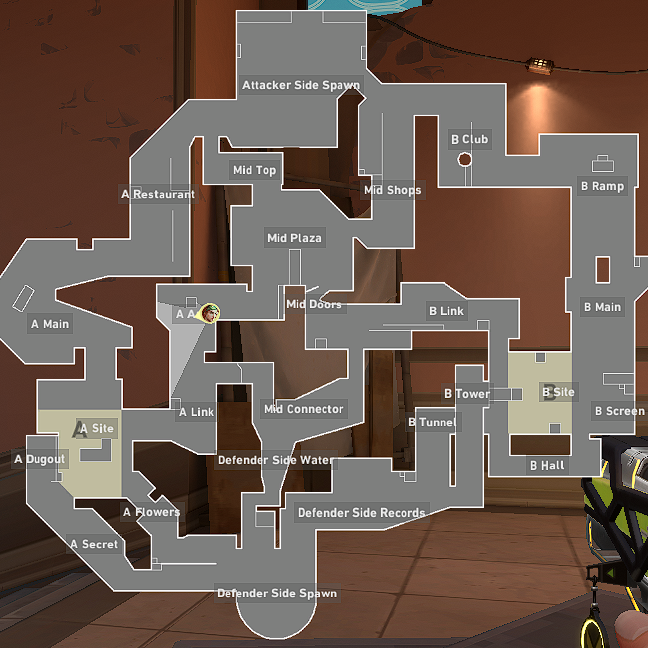 Attacker Side Spawn
B Club
Mid Top
B Ramp
A Restaurant
Mid Shops
Mid Plaza
Mid Doors
B Main
B Link
A A
A Main
B Tower
B Site
B
A Link
Mid Connector
B Screen
B Tunnel
A Site
A
A Dugout
Defender Side Water
B Hall
A Flowers
Defender Side Records
A Secret
Defender Side Spawn